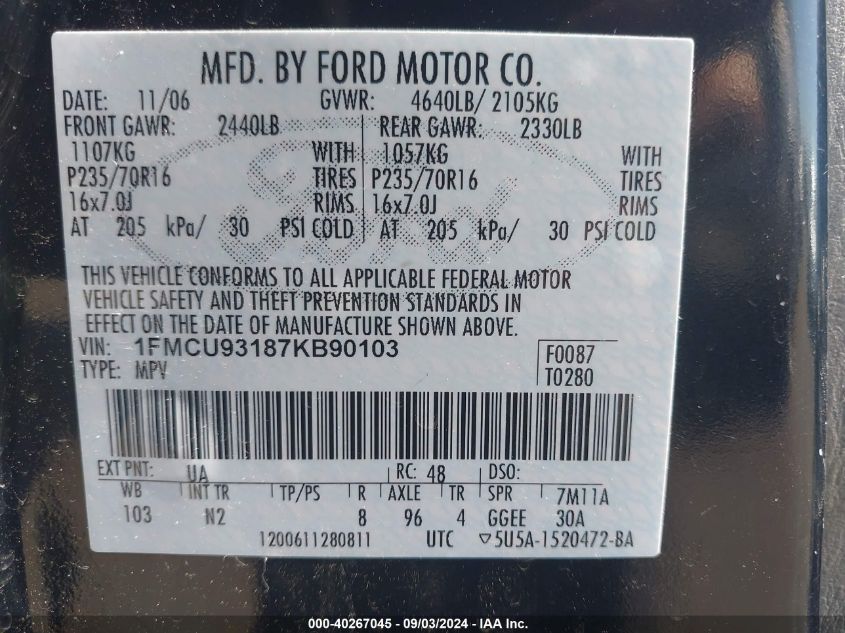 MFD. BY FORD MOTOR CO.
DATE: 11/06 GVWR: 4640LB/ 2105KG
FRONT GAWR: 2440LB REAR GAWR: 2330LB
1107KG WITH 1057KG WITH
P235/70R16 TIRES P235/70R16 TIRES
16x7.0J RIMS 16x7.0J RIMS
AT 205 kPa/ 30 PSI COLD AT 205 kPa/ 30 PSI COLD
Ford
THIS VEHICLE CONFORMS TO ALL APPLICABLE FEDERAL MOTOR
VEHICLE SAFETY AND THEFT PREVENTION STANDARDS IN
EFFECT ON THE DATE OF MANUFACTURE SHOWN ABOVE.
VIN: 1FMCU93187KB90103 F0087
TYPE: MPV T0280
EXT PNT: UA RC: 48 DSO:
WB INT TR TP/PS R AXLE TR SPR 7M11A
103 N2 8 96 4 GGEE 30A
1200611280811 UTC ▽5U5A-1520472-BA
000-40267045 - 09/03/2024 - IAA Inc.